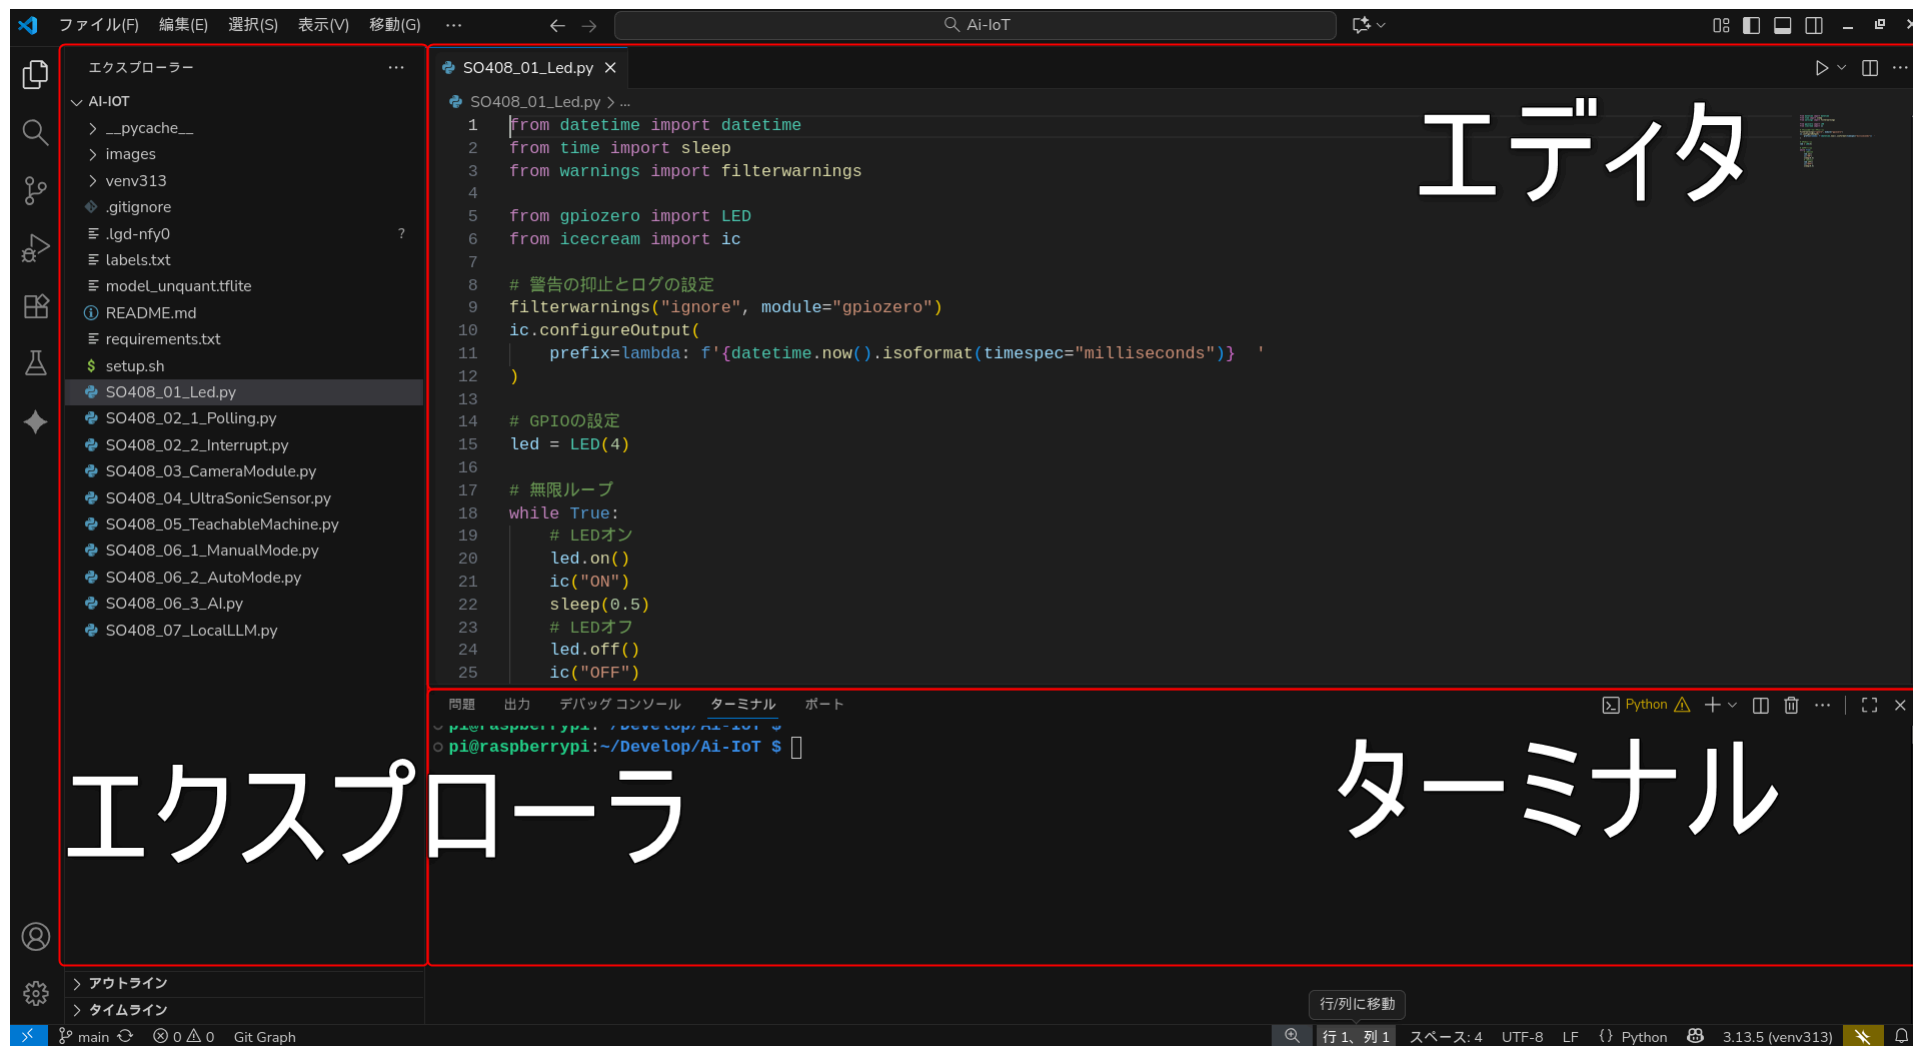 ファイル(F) 編集(E) 選択(S) 表示(V) 移動(G) ··· Ai-IoT
エクスプローラー ···
AI-IOT
__pycache__
images
venv313
.gitignore
.lgd-nfy0 ?
labels.txt
model_unquant.tflite
README.md
requirements.txt
$ setup.sh
SO408_01_Led.py
SO408_02_1_Polling.py
SO408_02_2_Interrupt.py
SO408_03_CameraModule.py
SO408_04_UltraSonicSensor.py
SO408_05_TeachableMachine.py
SO408_06_1_ManualMode.py
SO408_06_2_AutoMode.py
SO408_06_3_AI.py
SO408_07_LocalLLM.py
エクスプローラ
アウトライン
タイムライン
SO408_01_Led.py
SO408_01_Led.py > ...
エディタ
1 from datetime import datetime
2 from time import sleep
3 from warnings import filterwarnings
4
5 from gpiozero import LED
6 from icecream import ic
7
8 # 警告の抑止とログの設定
9 filterwarnings("ignore", module="gpiozero")
10 ic.configureOutput(
11     prefix=lambda: f'{datetime.now().isoformat(timespec="milliseconds")}  '
12 )
13
14 # GPIOの設定
15 led = LED(4)
16
17 # 無限ループ
18 while True:
19     # LEDオン
20     led.on()
21     ic("ON")
22     sleep(0.5)
23     # LEDオフ
24     led.off()
25     ic("OFF")
問題 出力 デバッグ コンソール ターミナル ポート Python
pi@raspberrypi:~/Develop/Ai-IoT $
pi@raspberrypi:~/Develop/Ai-IoT $
ターミナル
行/列に移動
main 0 0 Git Graph 行 1、列 1 スペース: 4 UTF-8 LF {} Python 3.13.5 (venv313)